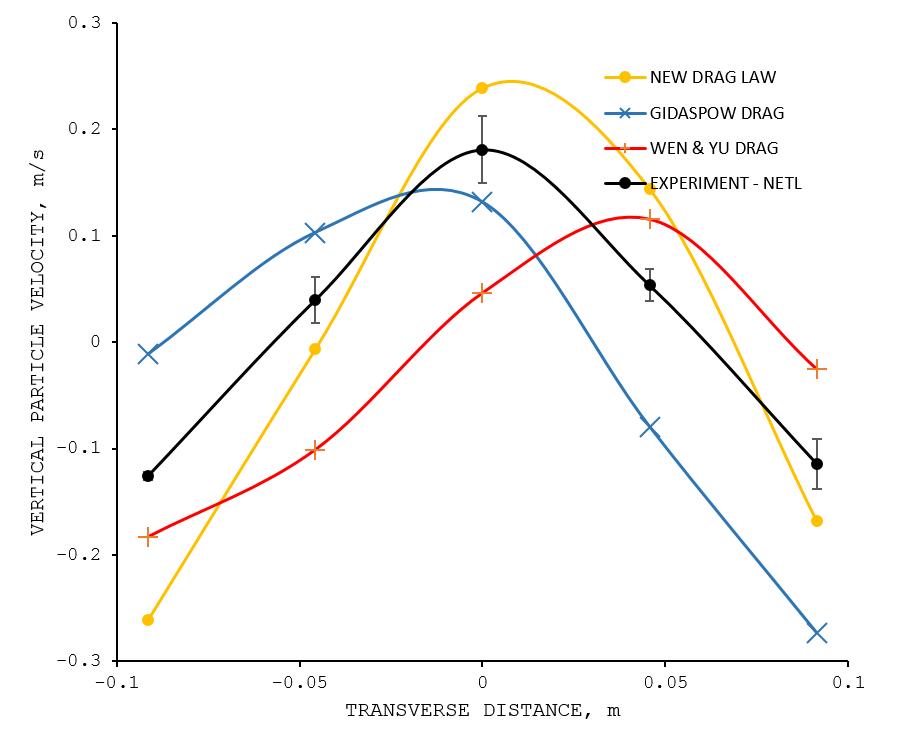 0.3
0.2
0.1
0
-0.1
-0.2
-0.3
VERTICAL PARTICLE VELOCITY, m/s
NEW DRAG LAW
GIDASPOW DRAG
WEN & YU DRAG
EXPERIMENT - NETL
-0.1
-0.05
0
0.05
0.1
TRANSVERSE DISTANCE, m